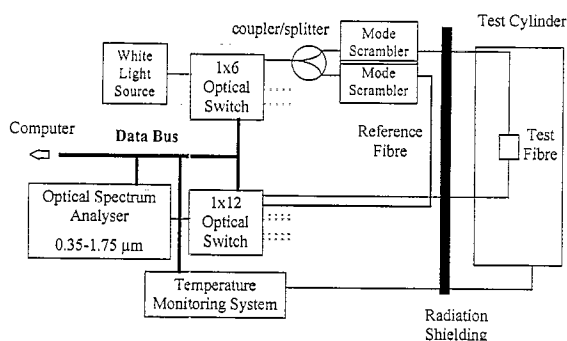 Test Cylinder
coupler/splitter
Mode
Scrambler
White
Light
Source
1x6
Optical
Switch
Mode
Scrambler
Computer
Data Bus
Reference
Fibre
Test
Fibre
Optical Spectrum
Analyser
0.35-1.75 µm
1x12
Optical
Switch
Temperature
Monitoring System
Radiation
Shielding